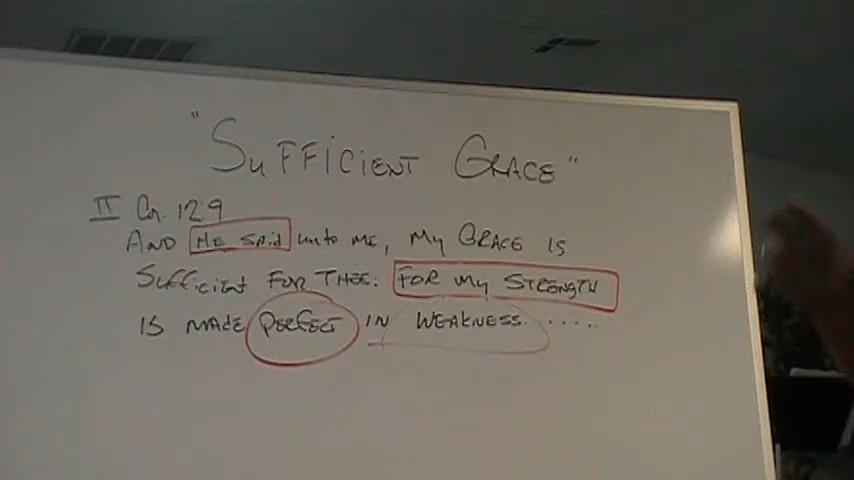 "SUFFICIENT GRACE"
II Cor. 12 9
AND HE SAID unto ME, My GRACE IS
SUFFICIENT FOR THEE: FOR My STRENGTH
IS MADE PERFECT IN WEAKNESS.....